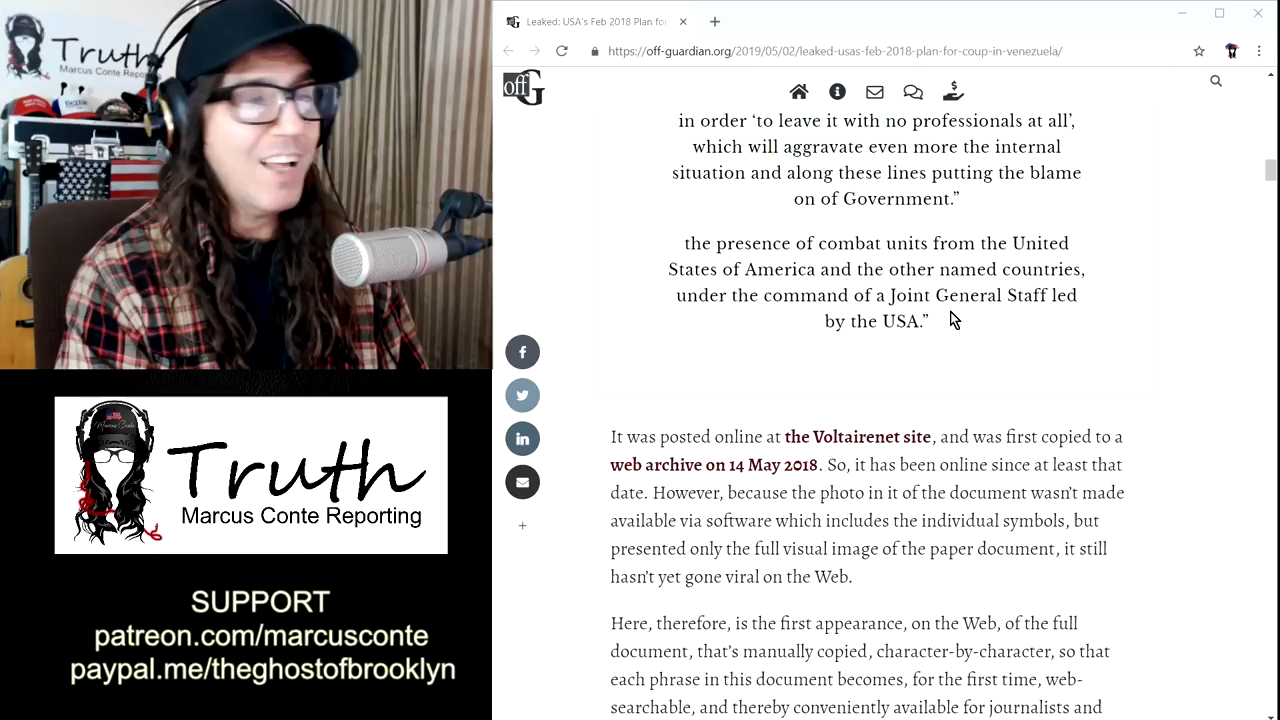 Truth
Marcus Conte Reporting
SUPPORT
patreon.com/marcusconte
paypal.me/theghostofbrooklyn
Leaked: USA's Feb 2018 Plan for
https://off-guardian.org/2019/05/02/leaked-usas-feb-2018-plan-for-coup-in-venezuela/
off G
in order ‘to leave it with no professionals at all’,
which will aggravate even more the internal
situation and along these lines putting the blame
on of Government.”
the presence of combat units from the United
States of America and the other named countries,
under the command of a Joint General Staff led
by the USA.”
It was posted online at the Voltairenet site, and was first copied to a
web archive on 14 May 2018. So, it has been online since at least that
date. However, because the photo in it of the document wasn’t made
available via software which includes the individual symbols, but
presented only the full visual image of the paper document, it still
hasn’t yet gone viral on the Web.
Here, therefore, is the first appearance, on the Web, of the full
document, that’s manually copied, character-by-character, so that
each phrase in this document becomes, for the first time, web-
searchable, and thereby conveniently available for journalists and
Truth
Marcus Conte